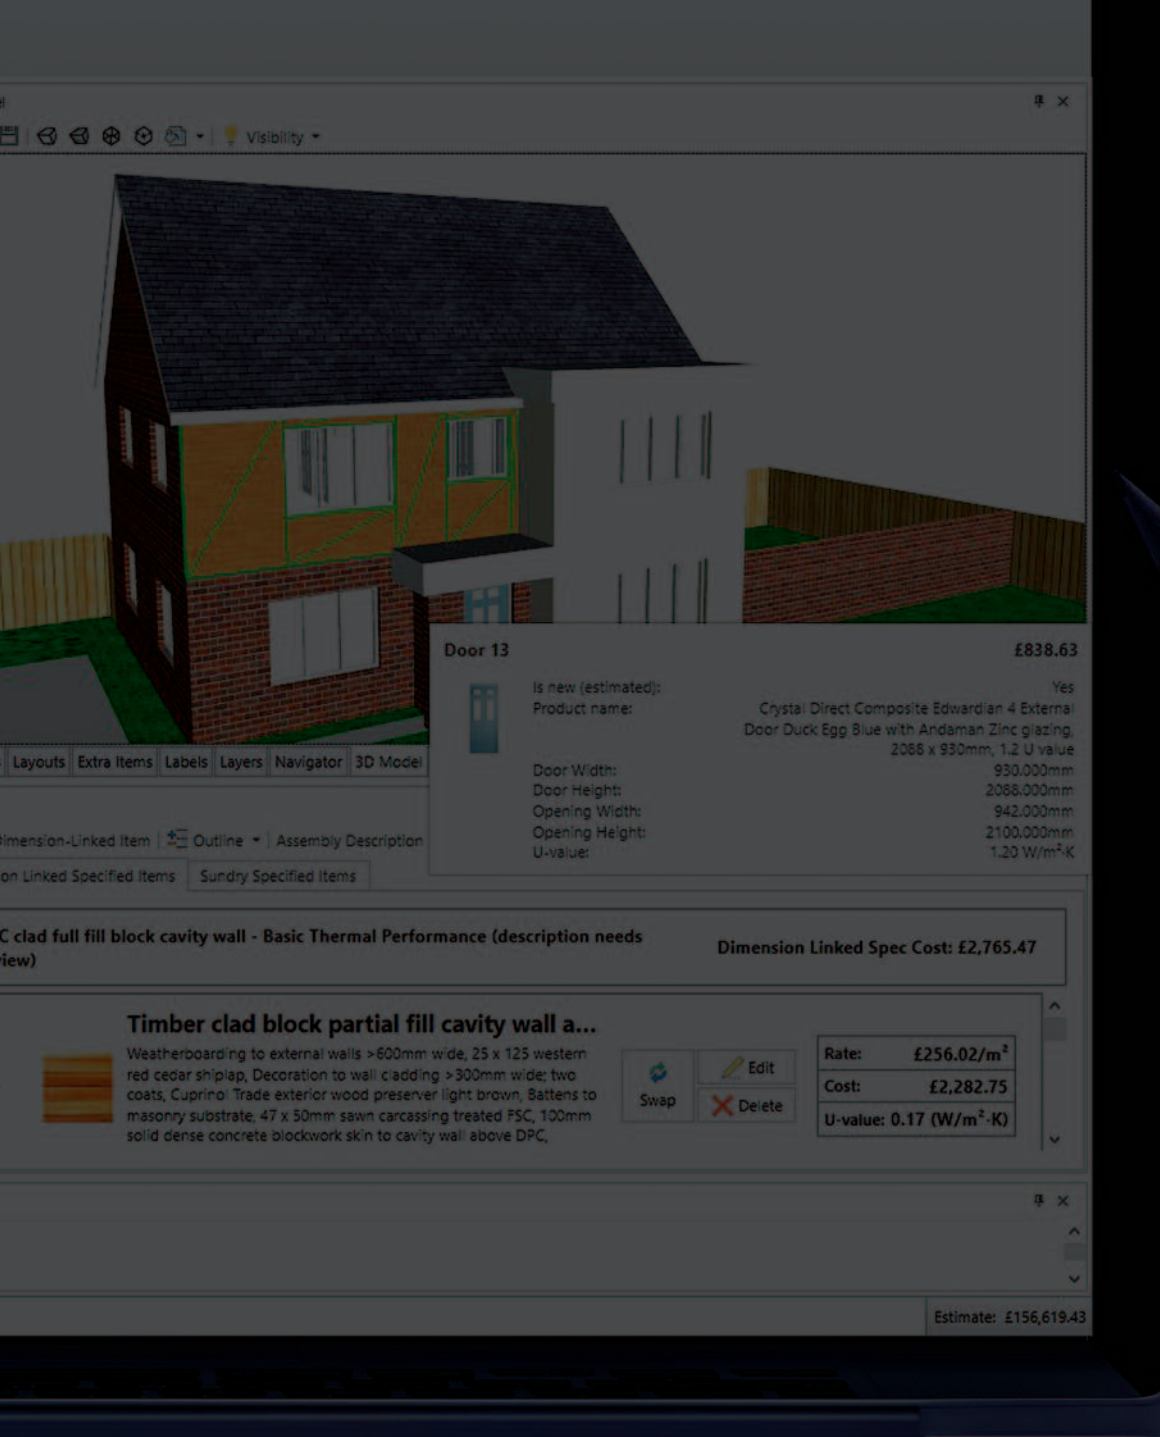 Visibility
Door 13
£838.63
Is new (estimated):
Yes
Product name:
Crystal Direct Composite Edwardian 4 External
Door Duck Egg Blue with Andaman Zinc glazing,
2088 x 930mm, 1.2 U value
Door Width:
930.000mm
Door Height:
2088.000mm
Opening Width:
942.000mm
Opening Height:
2100.000mm
U-value:
1.20 W/m²·K
Layouts Extra Items Labels Layers Navigator 3D Model
Dimension-Linked Item Outline Assembly Description
on Linked Specified Items Sundry Specified Items
C clad full fill block cavity wall - Basic Thermal Performance (description needs
iew)
Dimension Linked Spec Cost: £2,765.47
Timber clad block partial fill cavity wall a...
Weatherboarding to external walls >600mm wide, 25 x 125 western
red cedar shiplap, Decoration to wall cladding >300mm wide; two
coats, Cuprinol Trade exterior wood preserver light brown, Battens to
masonry substrate, 47 x 50mm sawn carcassing treated FSC, 100mm
solid dense concrete blockwork skin to cavity wall above DPC,
Swap
Edit
Delete
Rate: £256.02/m²
Cost: £2,282.75
U-value: 0.17 (W/m²·K)
Estimate: £156,619.43